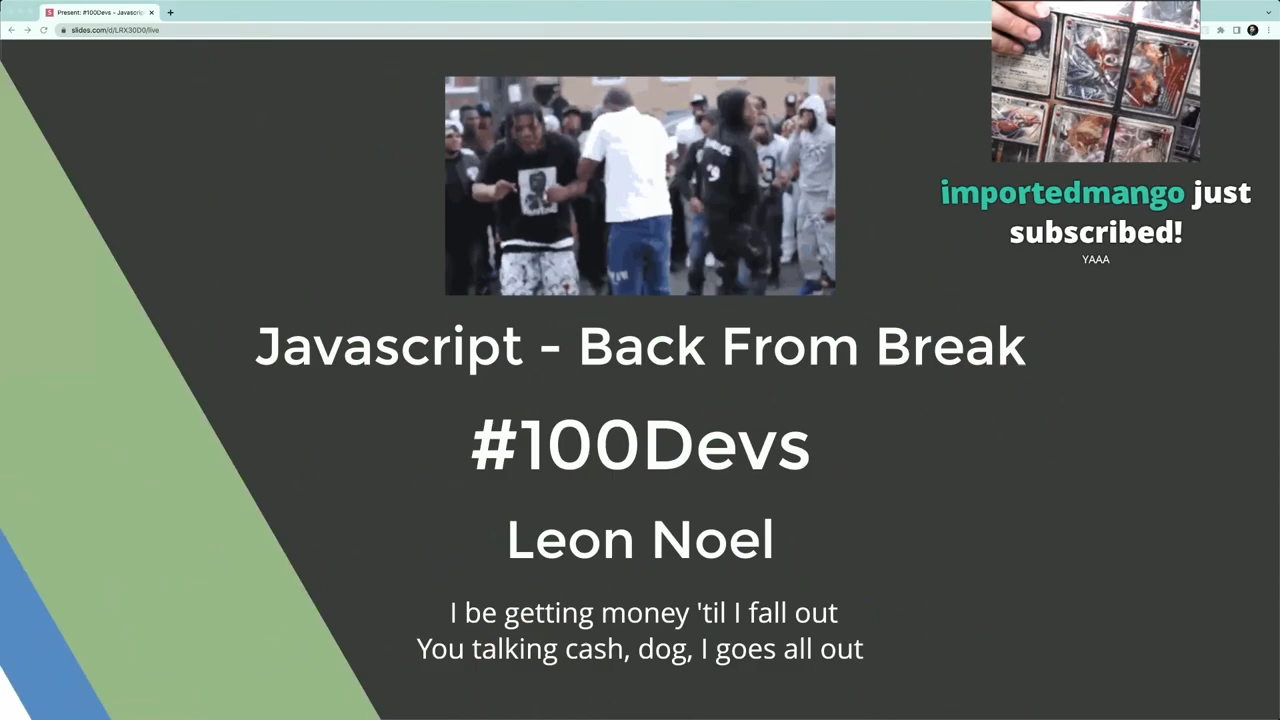 Present: #100Devs - Javascrip
slides.com/d/LRX30D0/live
importedmango just
subscribed!
YAAA
Javascript - Back From Break
#100Devs
Leon Noel
I be getting money 'til I fall out
You talking cash, dog, I goes all out